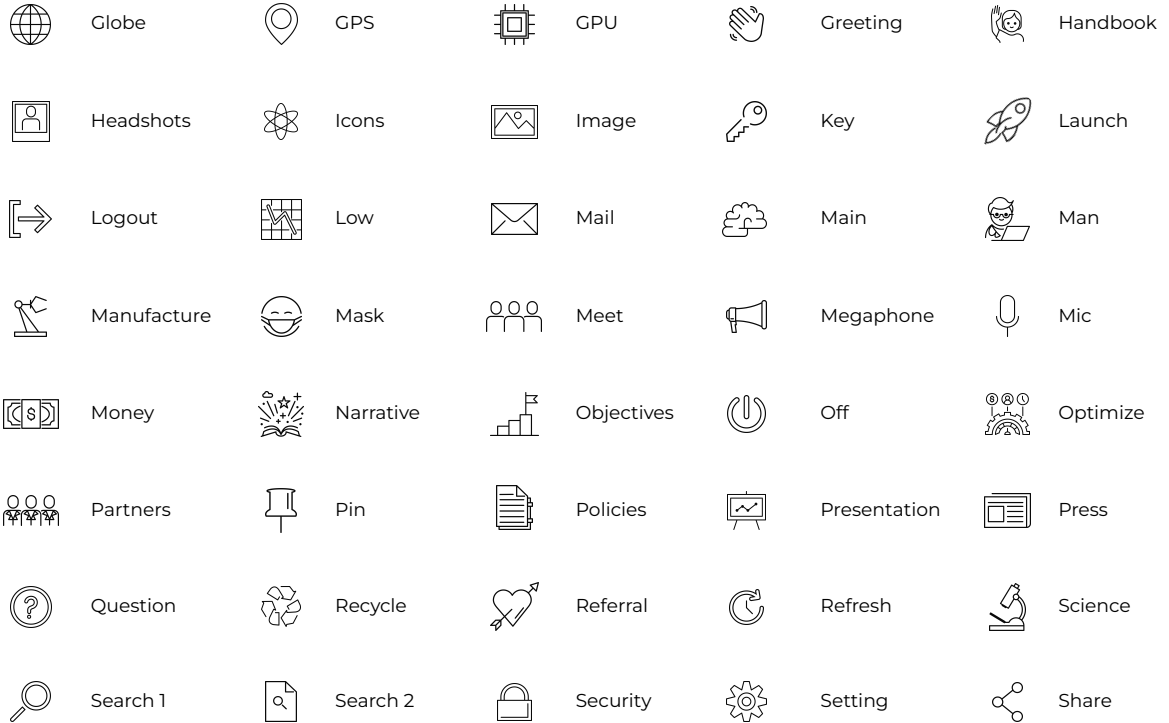 Globe
GPS
GPU
Greeting
Handbook
Headshots
Icons
Image
Key
Launch
Logout
Low
Mail
Main
Man
Manufacture
Mask
Meet
Megaphone
Mic
$
Money
Narrative
Objectives
Off
Optimize
Partners
Pin
Policies
Presentation
Press
?
Question
Recycle
Referral
Refresh
Science
Search 1
Search 2
Security
Setting
Share